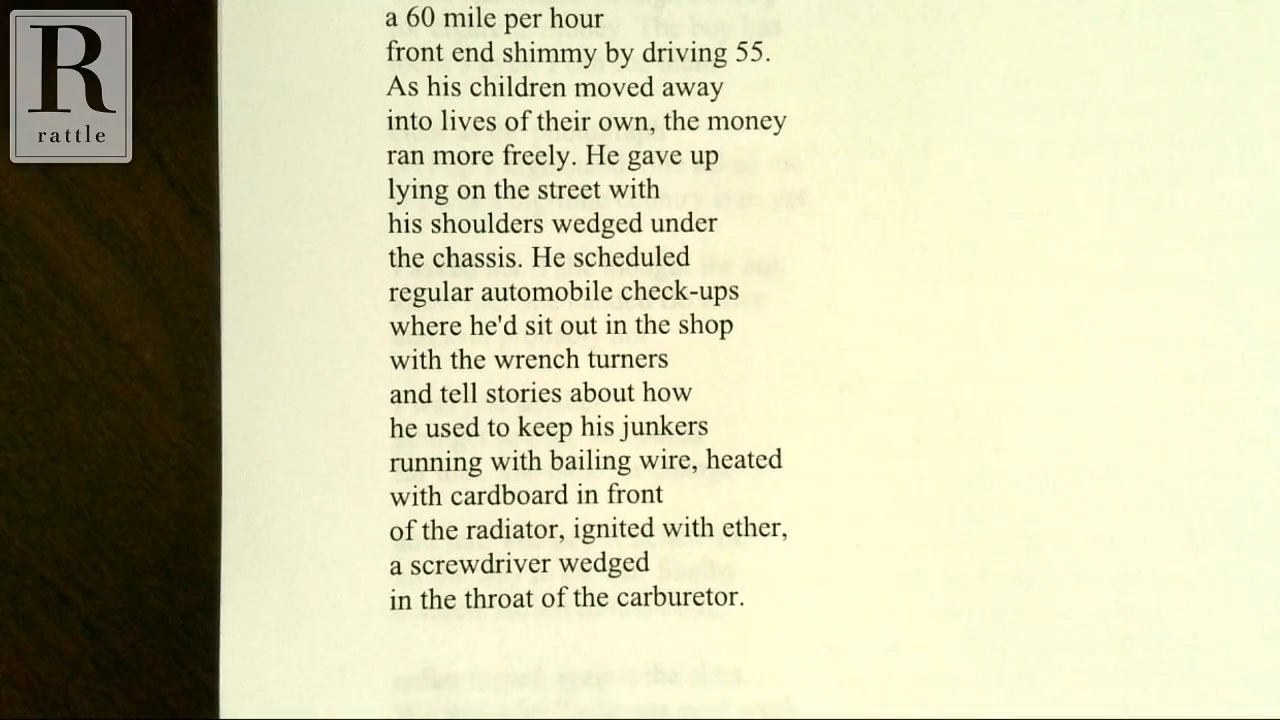 R
rattle
a 60 mile per hour
front end shimmy by driving 55.
As his children moved away
into lives of their own, the money
ran more freely. He gave up
lying on the street with
his shoulders wedged under
the chassis. He scheduled
regular automobile check-ups
where he'd sit out in the shop
with the wrench turners
and tell stories about how
he used to keep his junkers
running with bailing wire, heated
with cardboard in front
of the radiator, ignited with ether,
a screwdriver wedged
in the throat of the carburetor.